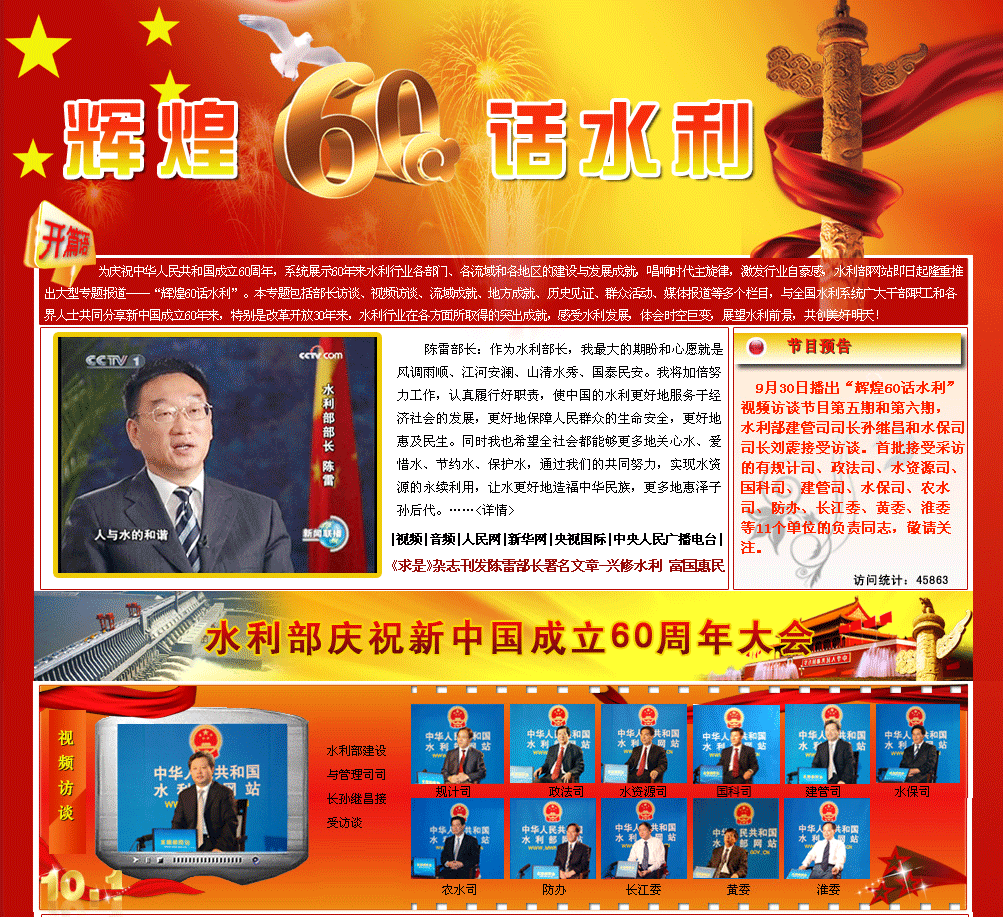 辉煌60年话水利
开篇语
为庆祝中华人民共和国成立60周年，系统展示60年来水利行业各部门、各流域和各地区的建设与发展成就，唱响时代主旋律，激发行业自豪感，水利部网站即日起隆重推
出大型专题报道——“辉煌60话水利”。本专题包括部长访谈、视频访谈、流域成就、地方成就、历史见证、群众活动、媒体报道等多个栏目，与全国水利系统广大干部职工和各
界人士共同分享新中国成立60年来，特别是改革开放30年来，水利行业在各方面所取得的突出成就，感受水利发展，体会时空巨变，展望水利前景，共创美好明天！
CCTV 1
cctv.com
水利部部长 陈雷
人与水的和谐
新闻联播
陈雷部长：作为水利部长，我最大的期盼和心愿就是
风调雨顺、江河安澜、山清水秀、国泰民安。我将加倍努
力工作，认真履行好职责，使中国的水利更好地服务于经
济社会的发展，更好地保障人民群众的生命安全，更好地
惠及民生。同时我也希望全社会都能够更多地关心水、爱
惜水、节约水、保护水，通过我们的共同努力，实现水资
源的永续利用，让水更好地造福中华民族，更多地惠泽子
孙后代。……<详情>
|视频|音频|人民网|新华网|央视国际|中央人民广播电台|
《求是》杂志刊发陈雷部长署名文章-兴修水利 富国惠民
节目预告
9月30日播出“辉煌60话水利”
视频访谈节目第五期和第六期，
水利部建管司司长孙继昌和水保司
司长刘震接受访谈。首批接受采访
的有规计司、政法司、水资源司、
国科司、建管司、水保司、农水
司、防办、长江委、黄委、淮委
等11个单位的负责同志，敬请关
注。
访问统计：45863
水利部庆祝新中国成立60周年大会
视频访谈
中华人民共和国
水利部网站
水利部建设
与管理司司
长孙继昌接
受访谈
规计司 政法司 水资源司 国科司 建管司 水保司
农水司 防办 长江委 黄委 淮委
10.1